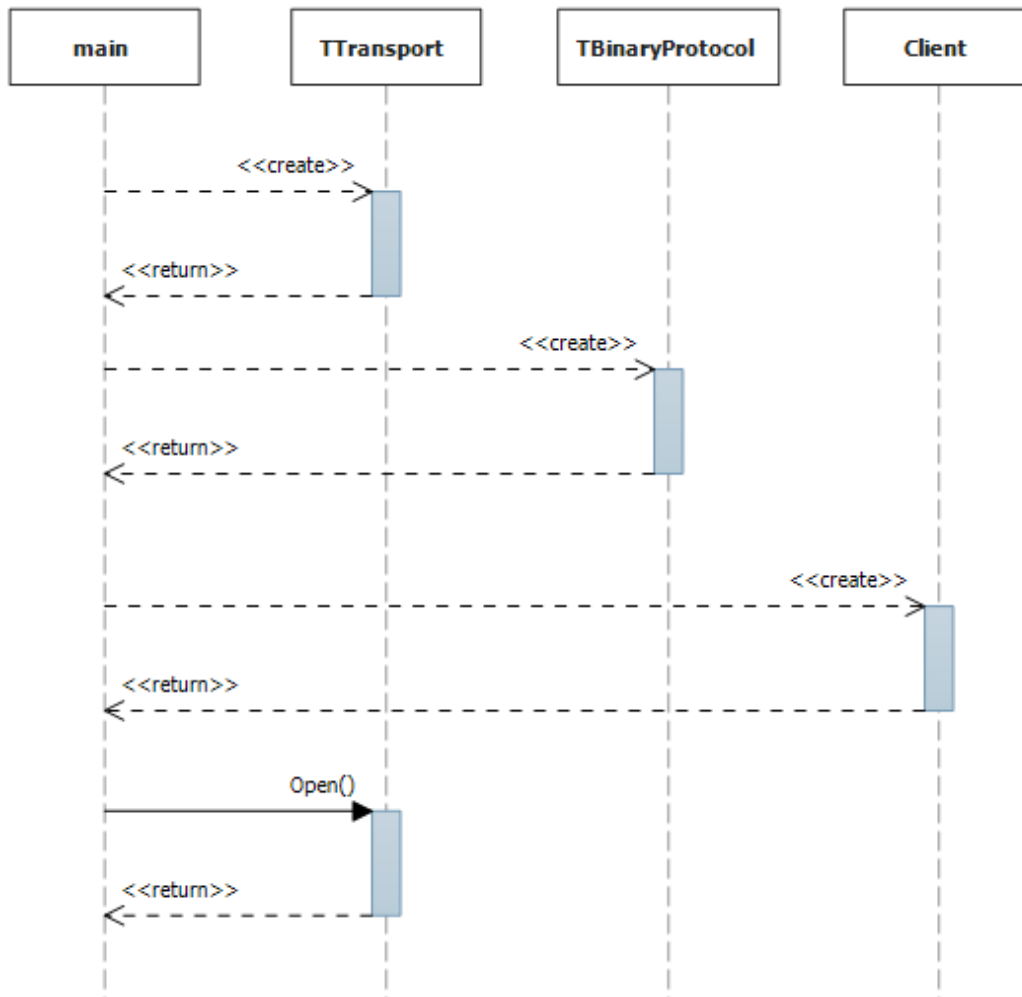 main
TTransport
TBinaryProtocol
Client
<<create>>
<<return>>
<<create>>
<<return>>
<<create>>
<<return>>
Open()
<<return>>